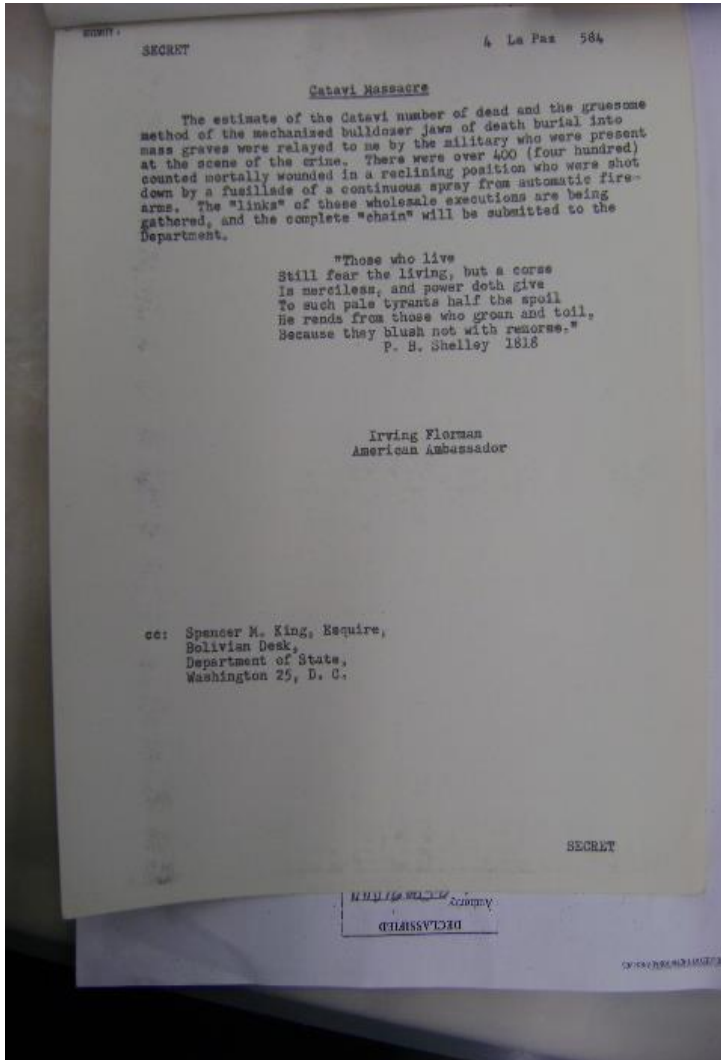 SECRET
4 La Paz 584
Catavi Massacre
The estimate of the Catavi number of dead and the gruesome
method of the mechanized bulldozer jaws of death burial into
mass graves were relayed to me by the military who were present
at the scene of the crime. There were over 400 (four hundred)
counted mortally wounded in a reclining position who were shot
down by a fusillade of a continuous spray from automatic fire-
arms. The "links" of these wholesale executions are being
gathered, and the complete "chain" will be submitted to the
Department.
"Those who live
Still fear the living, but a corse
Is merciless, and power doth give
To such pale tyrants half the spoil
He rends from those who groan and toil,
Because they blush not with remorse."
P. B. Shelley 1818
Irving Florman
American Ambassador
cc: Spencer M. King, Esquire,
Bolivian Desk,
Department of State,
Washington 25, D. C.
SECRET
Authority
DECLASSIFIED